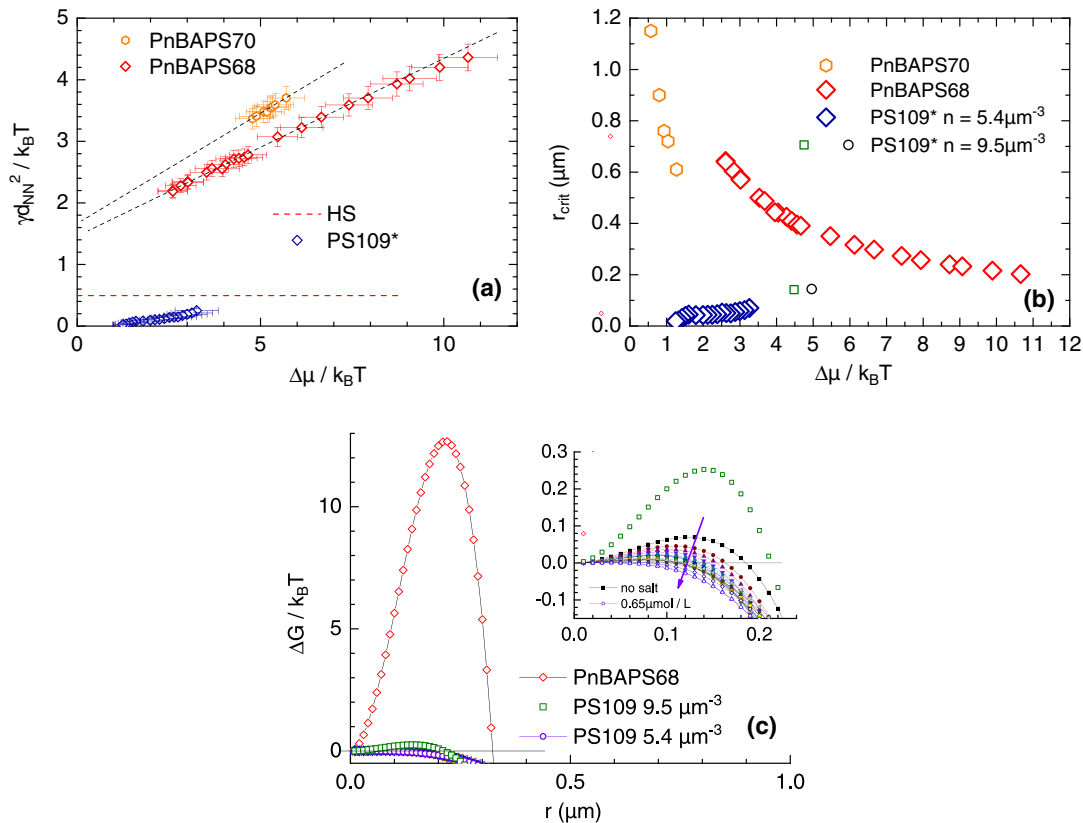 PnBAPS70
PnBAPS68
HS
PS109*
(a)
γd_NN² / k_BT
5
4
3
2
1
0
0 5 10
Δμ / k_BT
PnBAPS70
PnBAPS68
PS109* n = 5.4μm⁻³
PS109* n = 9.5μm⁻³
(b)
r_crit (μm)
1.2
1.0
0.8
0.6
0.4
0.2
0.0
0 1 2 3 4 5 6 7 8 9 10 11 12
Δμ / k_BT
ΔG / k_BT
10
0
0.0 0.5 1.0
r (μm)
0.3
0.2
0.1
0.0
-0.1
no salt
0.65μmol / L
0.0 0.1 0.2
PnBAPS68
PS109 9.5 μm⁻³
PS109 5.4 μm⁻³
(c)